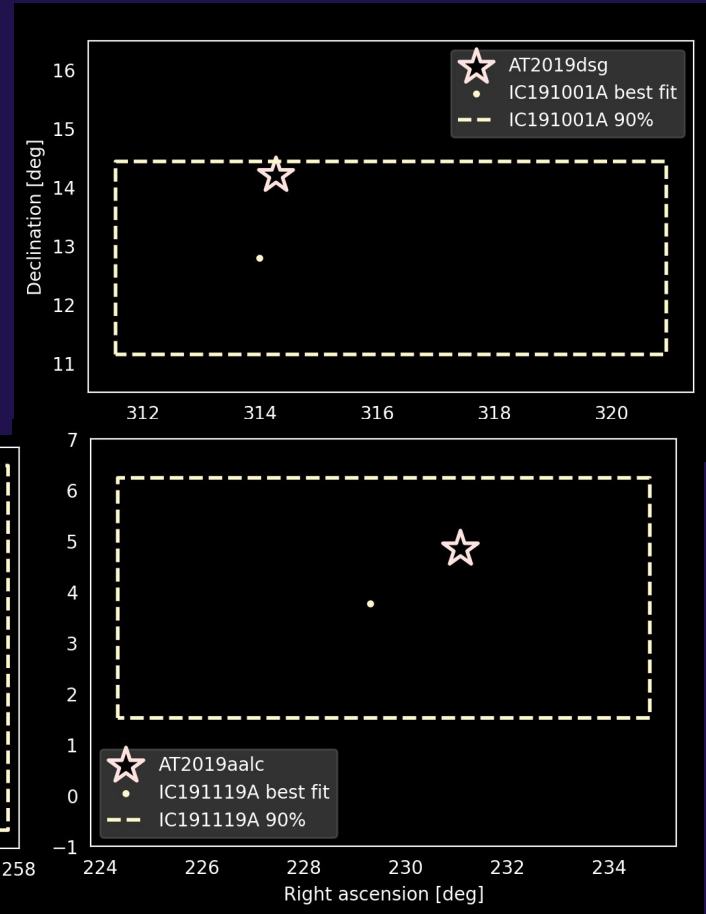 16
15
14
13
12
11
Declination [deg]
AT2019dsg
IC191001A best fit
IC191001A 90%
312 314 316 318 320
7
6
5
4
3
2
1
0
−1
AT2019aalc
IC191119A best fit
IC191119A 90%
258
224 226 228 230 232 234
Right ascension [deg]